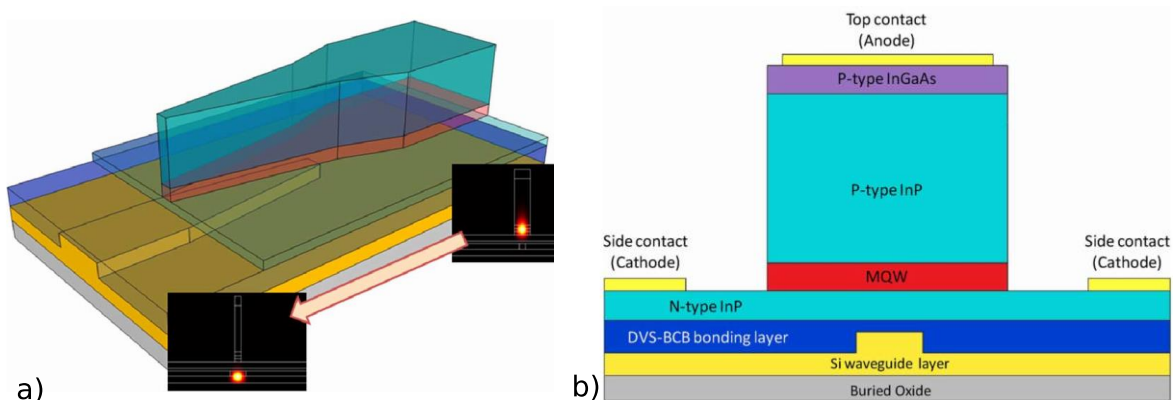 a)
Top contact
(Anode)
P-type InGaAs
P-type InP
Side contact
(Cathode)
Side contact
(Cathode)
MQW
N-type InP
DVS-BCB bonding layer
Si waveguide layer
Buried Oxide
b)